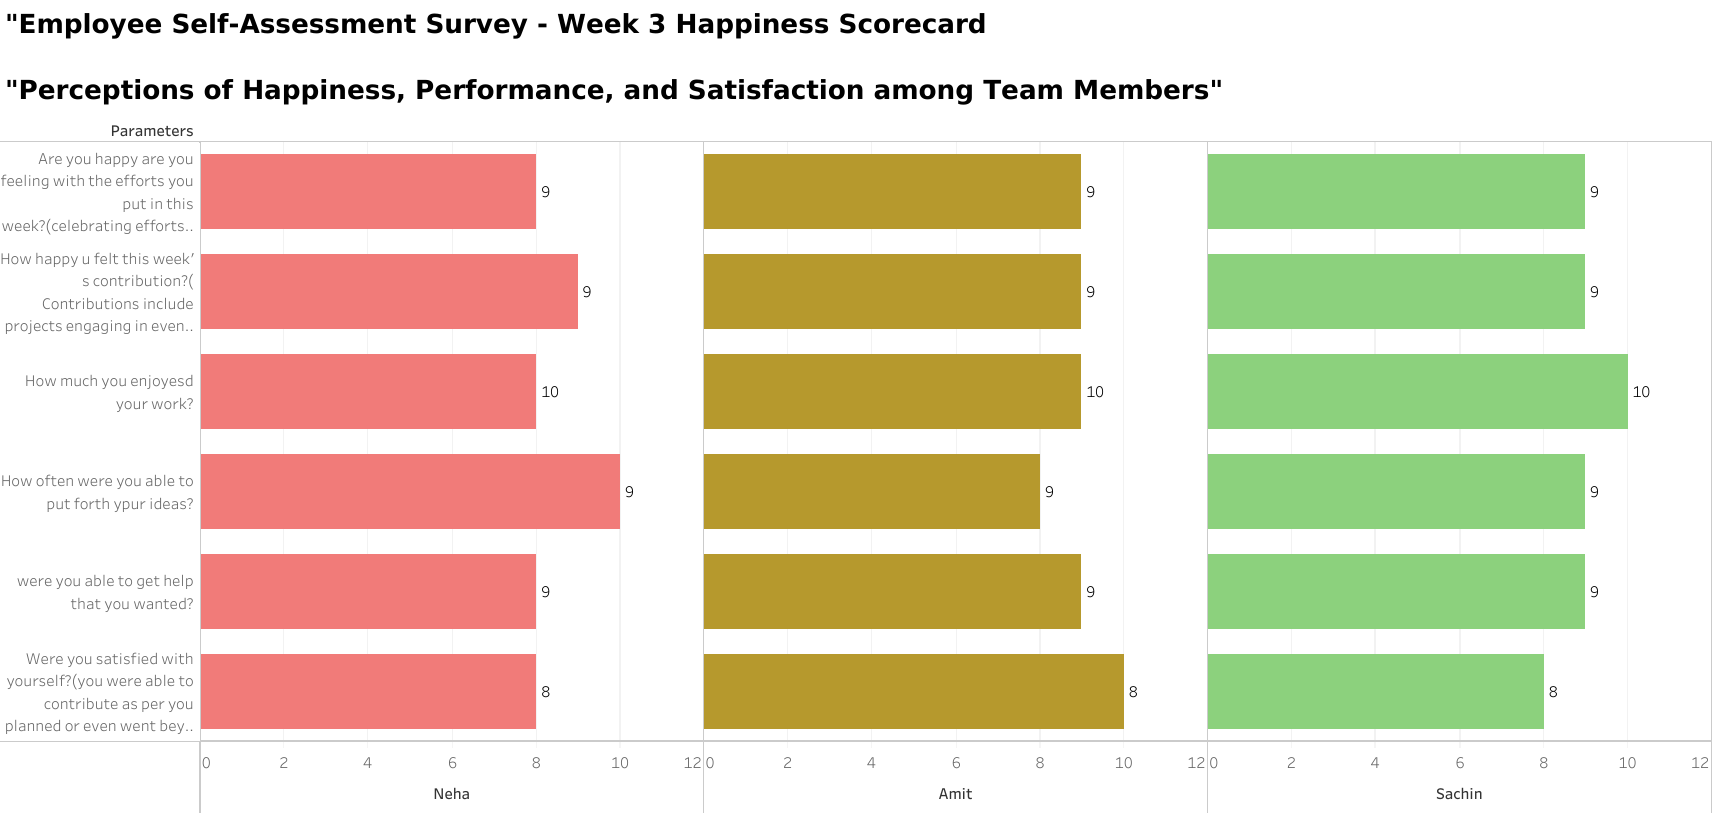 "Employee Self-Assessment Survey - Week 3 Happiness Scorecard
"Perceptions of Happiness, Performance, and Satisfaction among Team Members"
Parameters
Are you happy are you
feeling with the efforts you
put in this
week?(celebrating efforts..
9
9
9
How happy u felt this week’
s contribution?(
Contributions include
projects engaging in even..
9
9
9
How much you enjoyesd
your work?
10
10
10
How often were you able to
put forth ypur ideas?
9
9
9
were you able to get help
that you wanted?
9
9
9
Were you satisfied with
yourself?(you were able to
contribute as per you
planned or even went bey..
8
8
8
0 2 4 6 8 10 12 0 2 4 6 8 10 12 0 2 4 6 8 10 12
Neha Amit Sachin